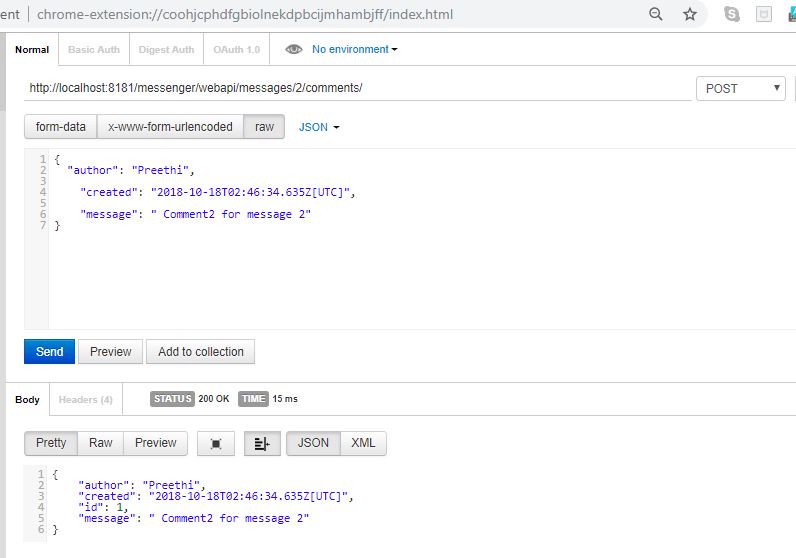 ent chrome-extension://coohjcphdfgbiolnekdpbcijmhambjff/index.html
Normal Basic Auth Digest Auth OAuth 1.0 No environment
http://localhost:8181/messenger/webapi/messages/2/comments/ POST
form-data x-www-form-urlencoded raw JSON
1 {
2 "author": "Preethi",
3
4 "created": "2018-10-18T02:46:34.635Z[UTC]",
5
6 "message": " Comment2 for message 2"
7 }
Send Preview Add to collection
Body Headers (4) STATUS 200 OK TIME 15 ms
Pretty Raw Preview JSON XML
1 {
2 "author": "Preethi",
3 "created": "2018-10-18T02:46:34.635Z[UTC]",
4 "id": 1,
5 "message": " Comment2 for message 2"
6 }